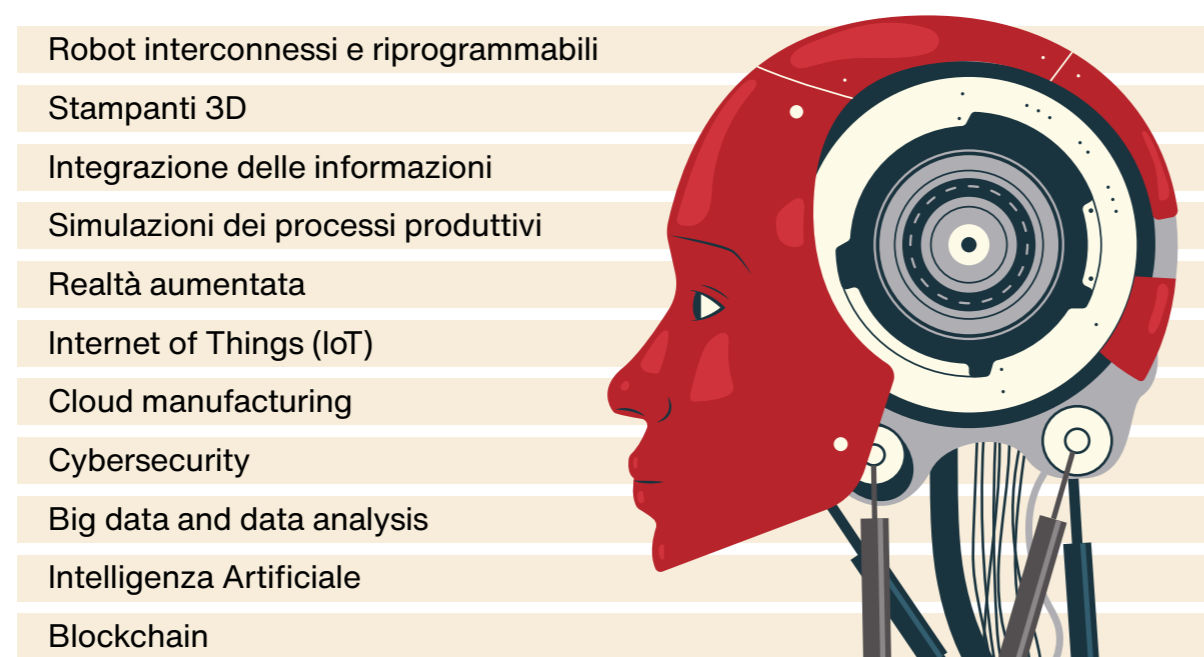 Robot interconnessi e riprogrammabili
Stampanti 3D
Integrazione delle informazioni
Simulazioni dei processi produttivi
Realtà aumentata
Internet of Things (IoT)
Cloud manufacturing
Cybersecurity
Big data and data analysis
Intelligenza Artificiale
Blockchain